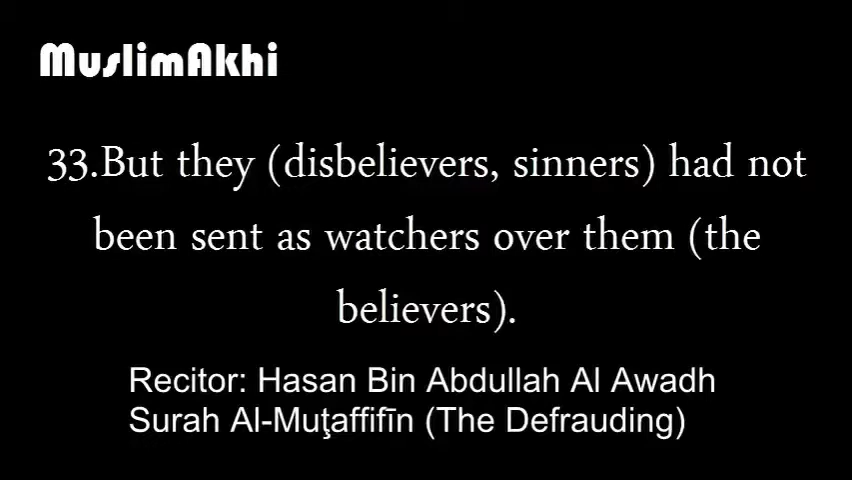 MuslimAkhi
33.But they (disbelievers, sinners) had not
been sent as watchers over them (the
believers).
Recitor: Hasan Bin Abdullah Al Awadh
Surah Al-Muţaffifīn (The Defrauding)